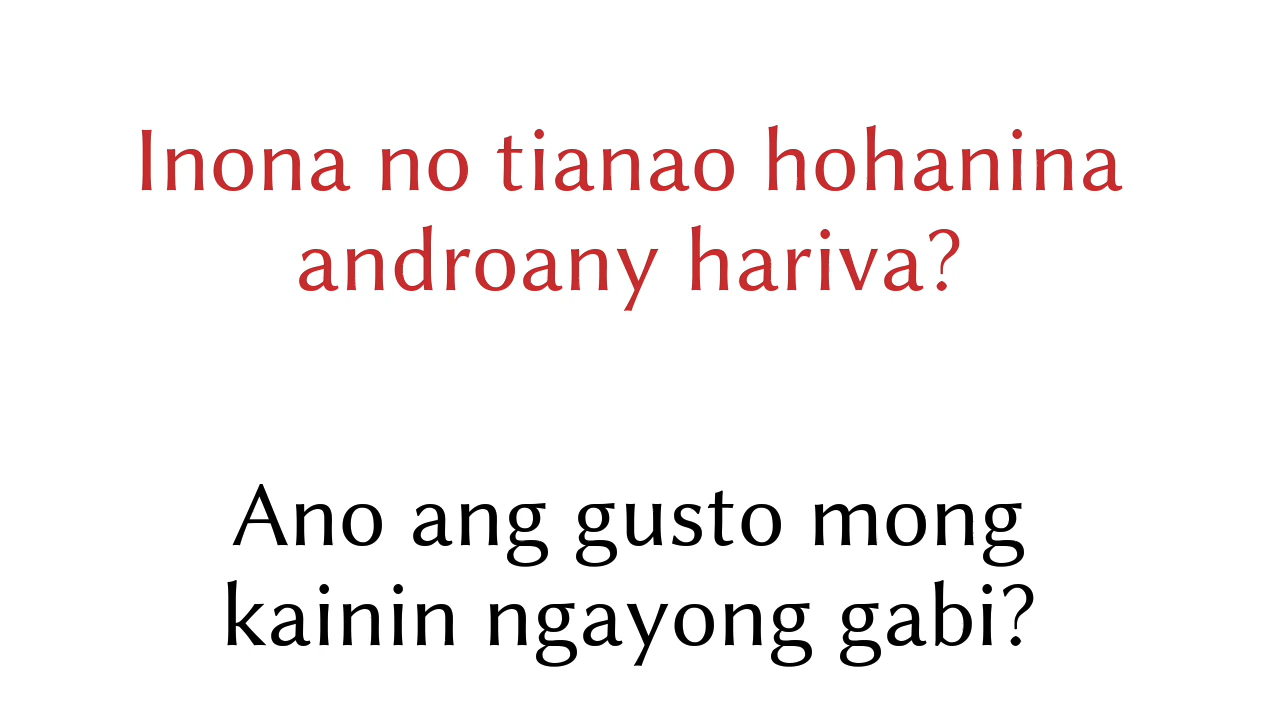 Inona no tianao hohanina
androany hariva?
Ano ang gusto mong
kainin ngayong gabi?